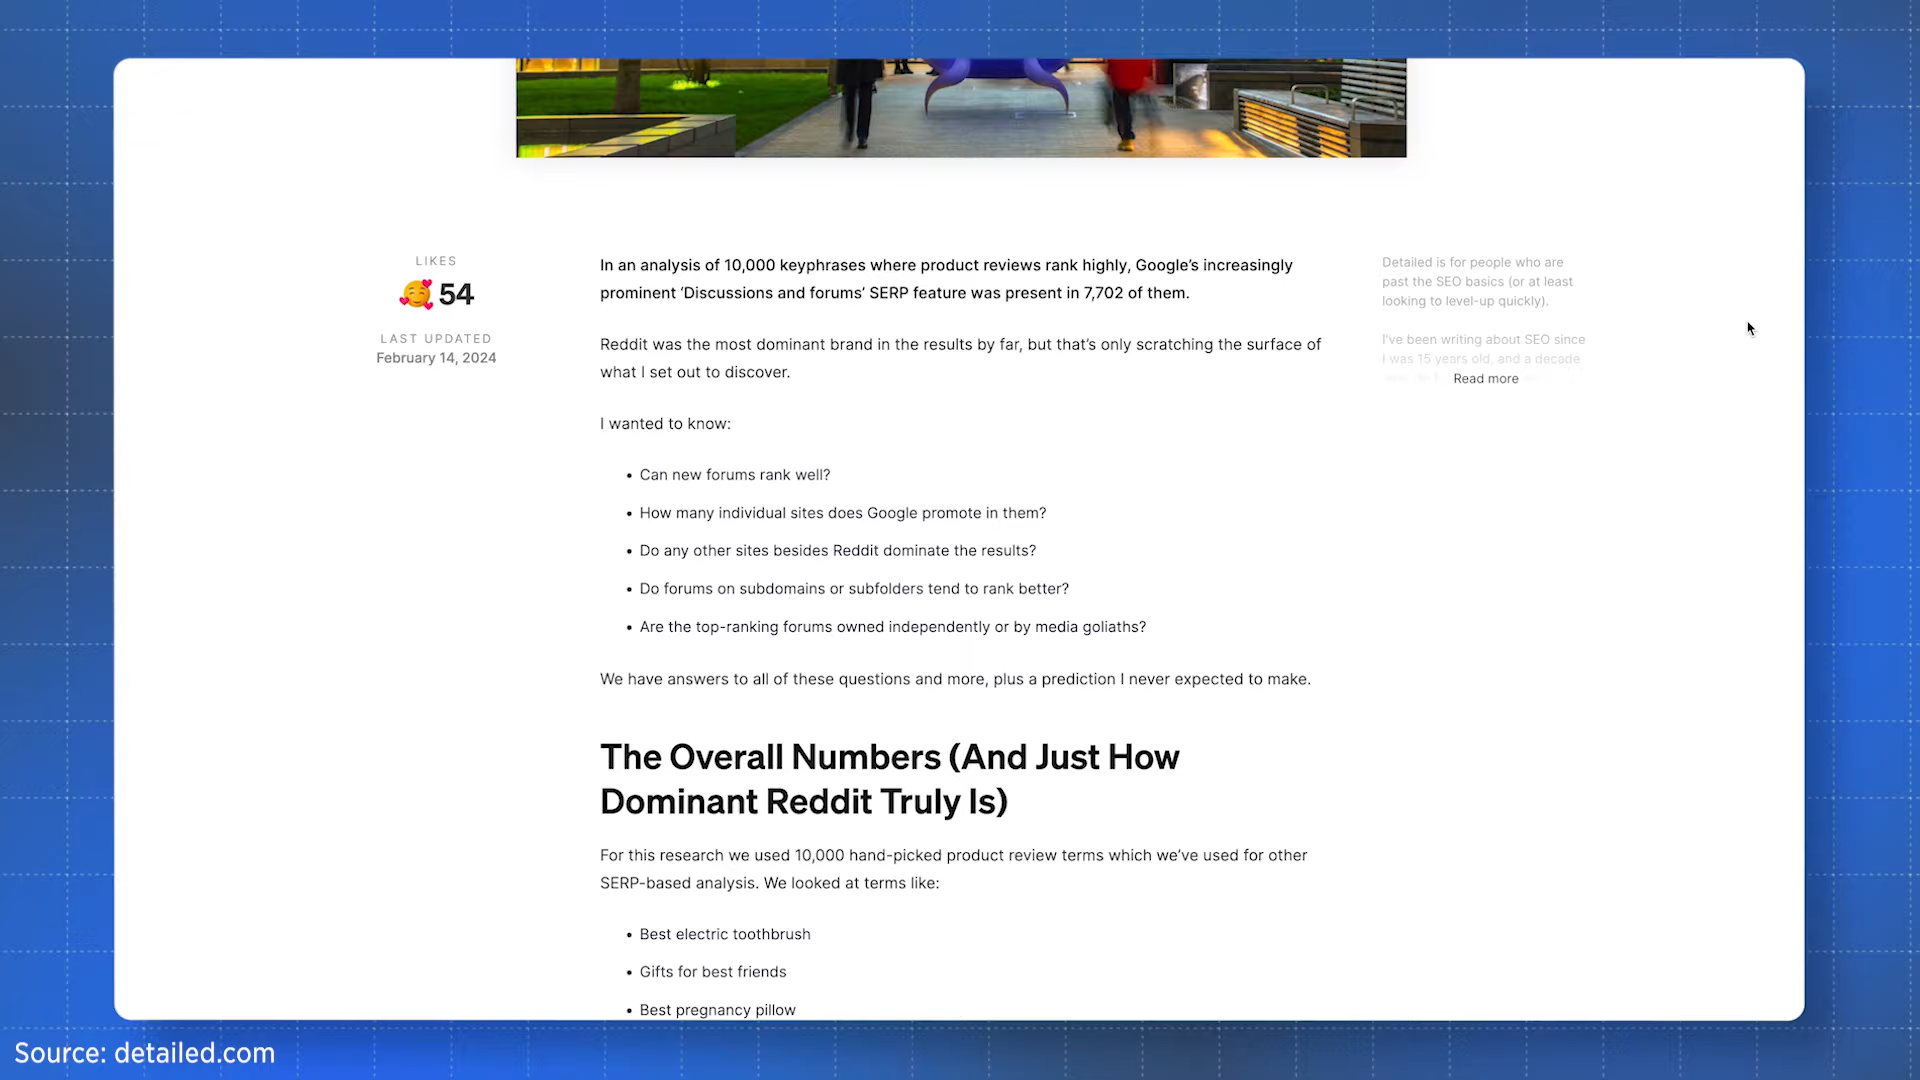 LIKES
🥰 54
LAST UPDATED
February 14, 2024
In an analysis of 10,000 keyphrases where product reviews rank highly, Google’s increasingly
prominent ‘Discussions and forums’ SERP feature was present in 7,702 of them.
Reddit was the most dominant brand in the results by far, but that’s only scratching the surface of
what I set out to discover.
I wanted to know:
• Can new forums rank well?
• How many individual sites does Google promote in them?
• Do any other sites besides Reddit dominate the results?
• Do forums on subdomains or subfolders tend to rank better?
• Are the top-ranking forums owned independently or by media goliaths?
We have answers to all of these questions and more, plus a prediction I never expected to make.
The Overall Numbers (And Just How
Dominant Reddit Truly Is)
For this research we used 10,000 hand-picked product review terms which we’ve used for other
SERP-based analysis. We looked at terms like:
• Best electric toothbrush
• Gifts for best friends
• Best pregnancy pillow
Detailed is for people who are
past the SEO basics (or at least
looking to level-up quickly).
I've been writing about SEO since
I was 15 years old, and a decade
Read more
Source: detailed.com